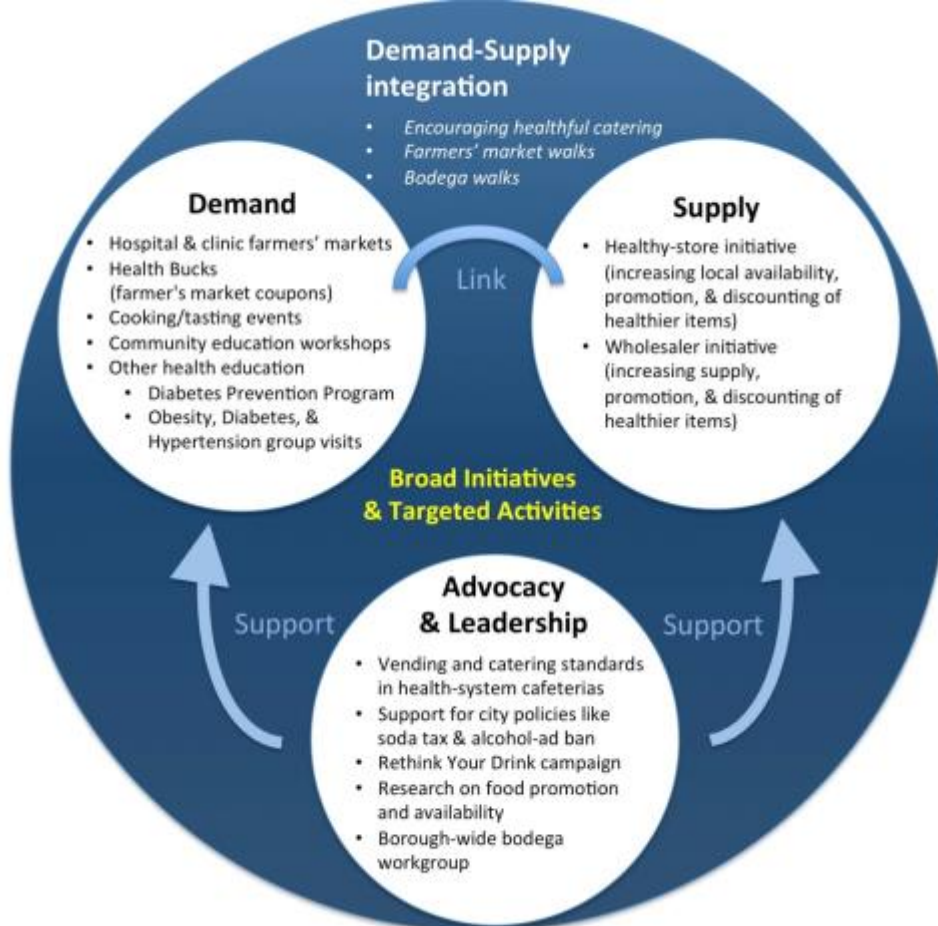 Demand-Supply
integration
• Encouraging healthful catering
• Farmers' market walks
• Bodega walks
Demand
• Hospital & clinic farmers' markets
• Health Bucks
(farmer's market coupons)
• Cooking/tasting events
• Community education workshops
• Other health education
• Diabetes Prevention Program
• Obesity, Diabetes, &
Hypertension group visits
Link
Supply
• Healthy-store initiative
(increasing local availability,
promotion, & discounting of
healthier items)
• Wholesaler initiative
(increasing supply,
promotion, & discounting of
healthier items)
Broad Initiatives
& Targeted Activities
Support
Support
Advocacy
& Leadership
• Vending and catering standards
in health-system cafeterias
• Support for city policies like
soda tax & alcohol-ad ban
• Rethink Your Drink campaign
• Research on food promotion
and availability
• Borough-wide bodega
workgroup